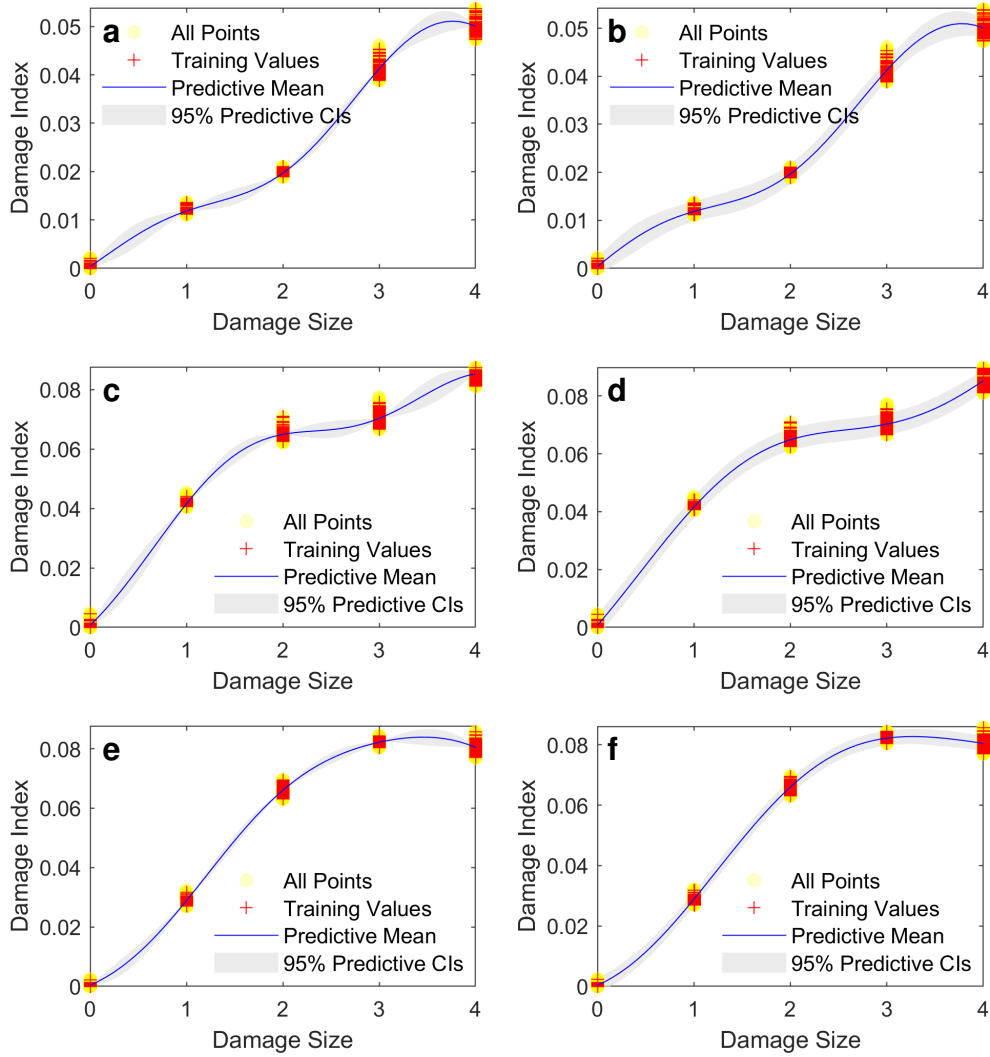 a
All Points
Training Values
Predictive Mean
95% Predictive CIs
0.05
0.04
0.03
0.02
0.01
0
Damage Index
0 1 2 3 4
Damage Size
b
All Points
Training Values
Predictive Mean
95% Predictive CIs
0.05
0.04
0.03
0.02
0.01
0
Damage Index
0 1 2 3 4
Damage Size
c
0.08
0.06
0.04
0.02
0
Damage Index
All Points
Training Values
Predictive Mean
95% Predictive CIs
0 1 2 3 4
Damage Size
d
0.08
0.06
0.04
0.02
0
Damage Index
All Points
Training Values
Predictive Mean
95% Predictive CIs
0 1 2 3 4
Damage Size
e
0.08
0.06
0.04
0.02
0
Damage Index
All Points
Training Values
Predictive Mean
95% Predictive CIs
0 1 2 3 4
Damage Size
f
0.08
0.06
0.04
0.02
0
Damage Index
All Points
Training Values
Predictive Mean
95% Predictive CIs
0 1 2 3 4
Damage Size